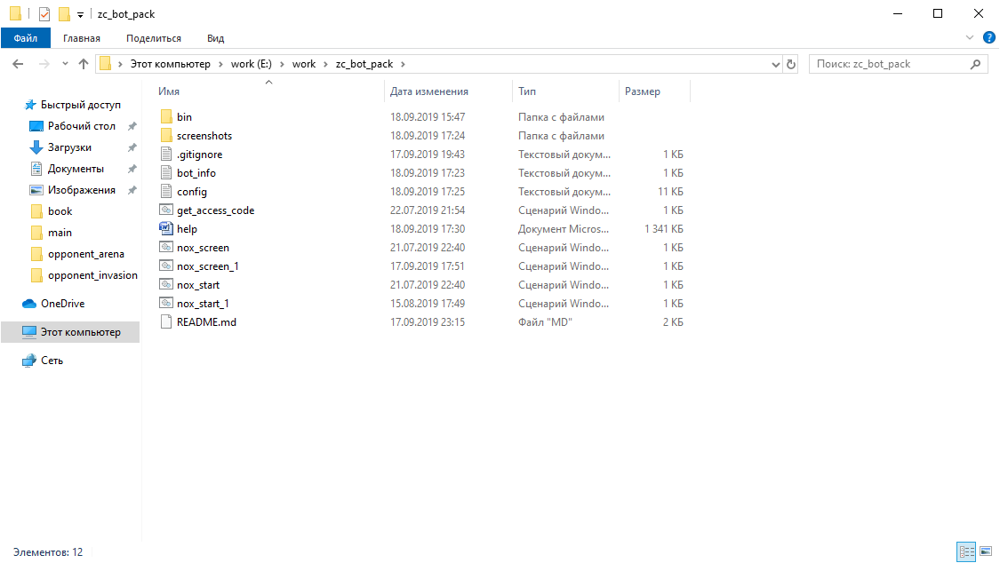 zc_bot_pack
Файл Главная Поделиться Вид
Этот компьютер work (E:) work zc_bot_pack Поиск: zc_bot_pack
Имя Дата изменения Тип Размер
Быстрый доступ
Рабочий стол
Загрузки
Документы
Изображения
book
main
opponent_arena
opponent_invasion
OneDrive
Этот компьютер
Сеть
bin 18.09.2019 15:47 Папка с файлами
screenshots 18.09.2019 17:24 Папка с файлами
.gitignore 17.09.2019 19:43 Текстовый докум... 1 КБ
bot_info 18.09.2019 17:23 Текстовый докум... 1 КБ
config 18.09.2019 17:25 Текстовый докум... 11 КБ
get_access_code 22.07.2019 21:54 Сценарий Windo... 1 КБ
help 18.09.2019 17:30 Документ Micros... 1 341 КБ
nox_screen 21.07.2019 22:40 Сценарий Windo... 1 КБ
nox_screen_1 17.09.2019 17:51 Сценарий Windo... 1 КБ
nox_start 21.07.2019 22:40 Сценарий Windo... 1 КБ
nox_start_1 15.08.2019 17:49 Сценарий Windo... 1 КБ
README.md 17.09.2019 23:15 Файл "MD" 2 КБ
Элементов: 12